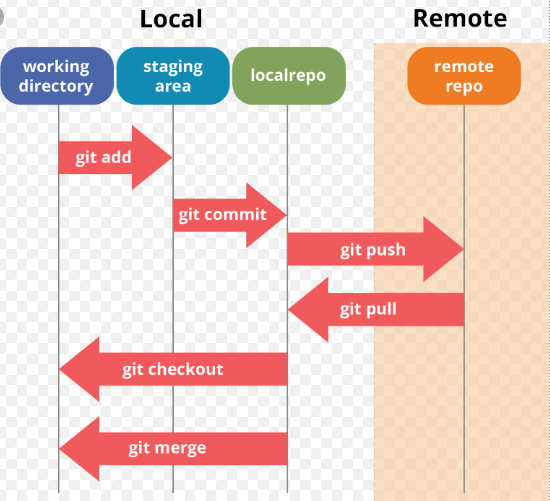 Local
Remote
working
directory
staging
area
localrepo
remote
repo
git add
git commit
git push
git pull
git checkout
git merge